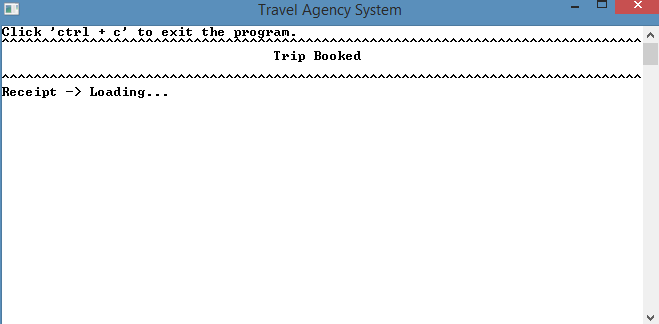 Travel Agency System
Click 'ctrl + c' to exit the program.
^^^^^^^^^^^^^^^^^^^^^^^^^^^^^^^^^^^^^^^^^^^^^^^^^^^^^^^^^^^^^^^^^^^^^^^^^^^^^^^^
Trip Booked
^^^^^^^^^^^^^^^^^^^^^^^^^^^^^^^^^^^^^^^^^^^^^^^^^^^^^^^^^^^^^^^^^^^^^^^^^^^^^^^^
Receipt -> Loading...